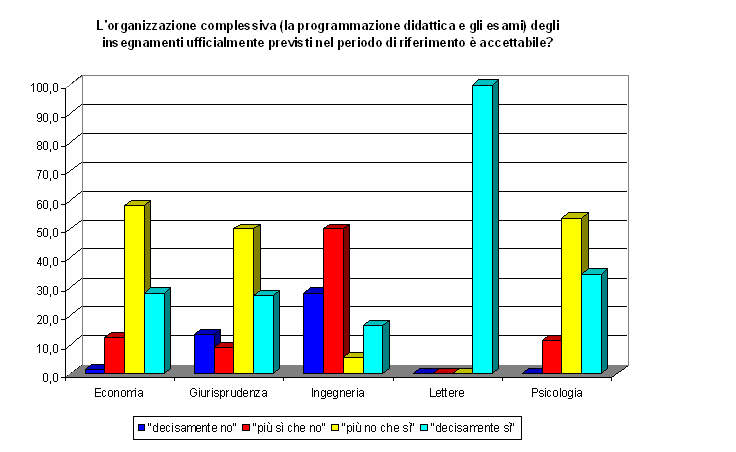 L'organizzazione complessiva (la programmazione didattica e gli esami) degli
insegnamenti ufficialmente previsti nel periodo di riferimento è accettabile?
100,0
90,0
80,0
70,0
60,0
50,0
40,0
30,0
20,0
10,0
0,0
Economia Giurisprudenza Ingegneria Lettere Psicologia
"decisamente no" "più sì che no" "più no che sì" "decisamente sì"